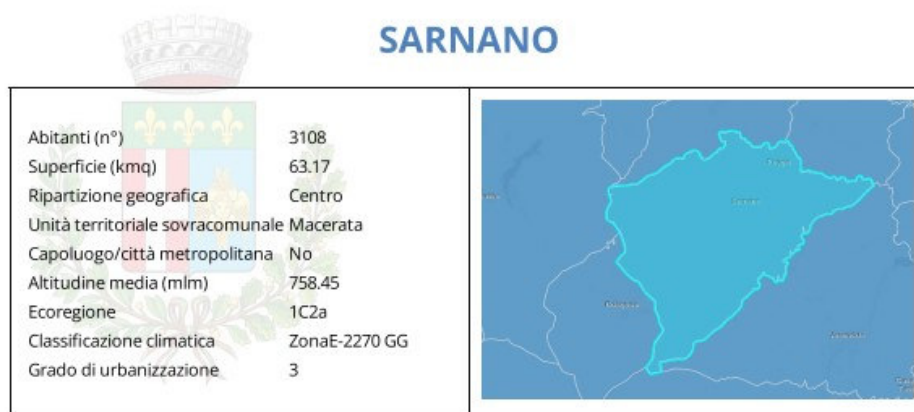 SARNANO
Abitanti (n°) 3108
Superficie (kmq) 63.17
Ripartizione geografica Centro
Unità territoriale sovracomunale Macerata
Capoluogo/città metropolitana No
Altitudine media (mlm) 758.45
Ecoregione 1C2a
Classificazione climatica ZonaE-2270 GG
Grado di urbanizzazione 3